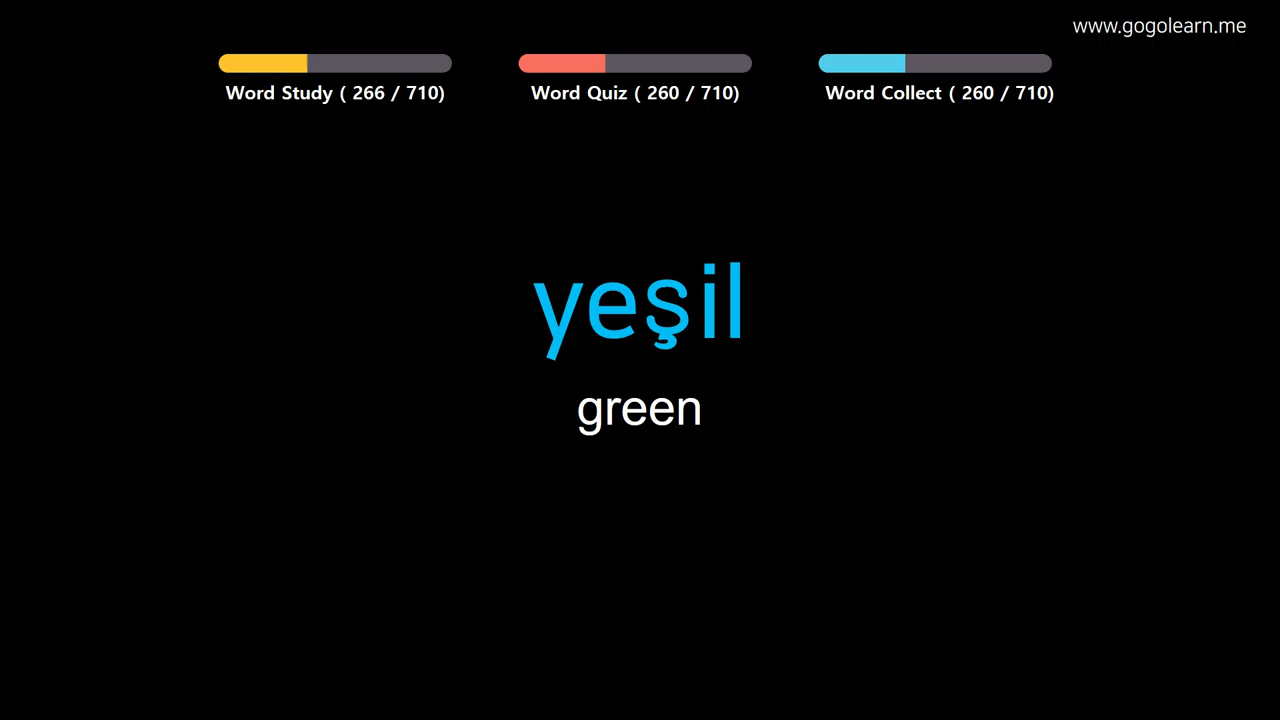 www.gogolearn.me
Word Study ( 266 / 710)
Word Quiz ( 260 / 710)
Word Collect ( 260 / 710)
yeşil
green